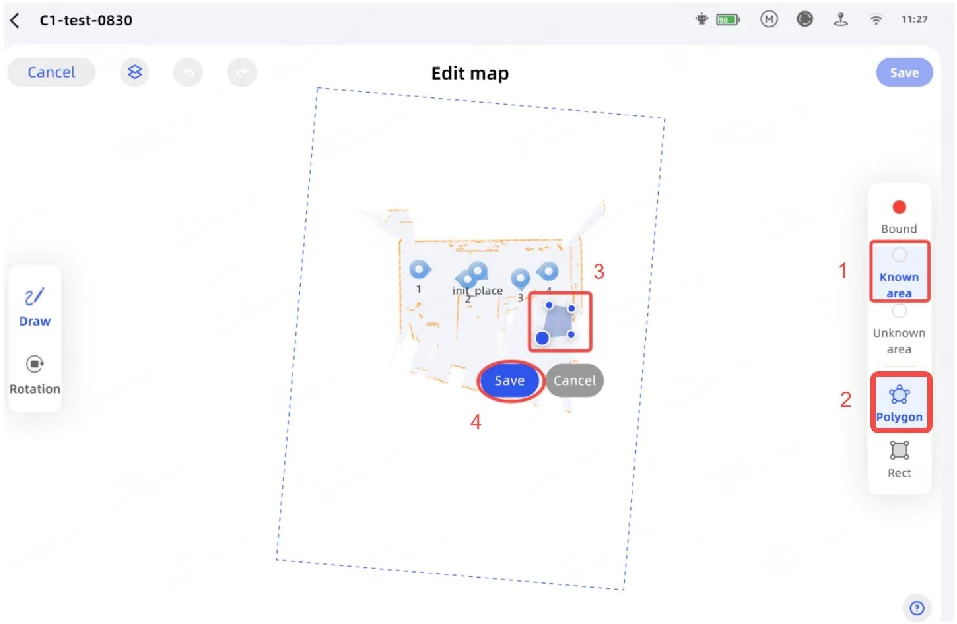 C1-test-0830
98
M
11:27
Cancel
Edit map
Save
Bound
1
Known
area
Unknown
area
2
Polygon
Rect
Draw
Rotation
3
1
init_place
2
3
4
Save
Cancel
4